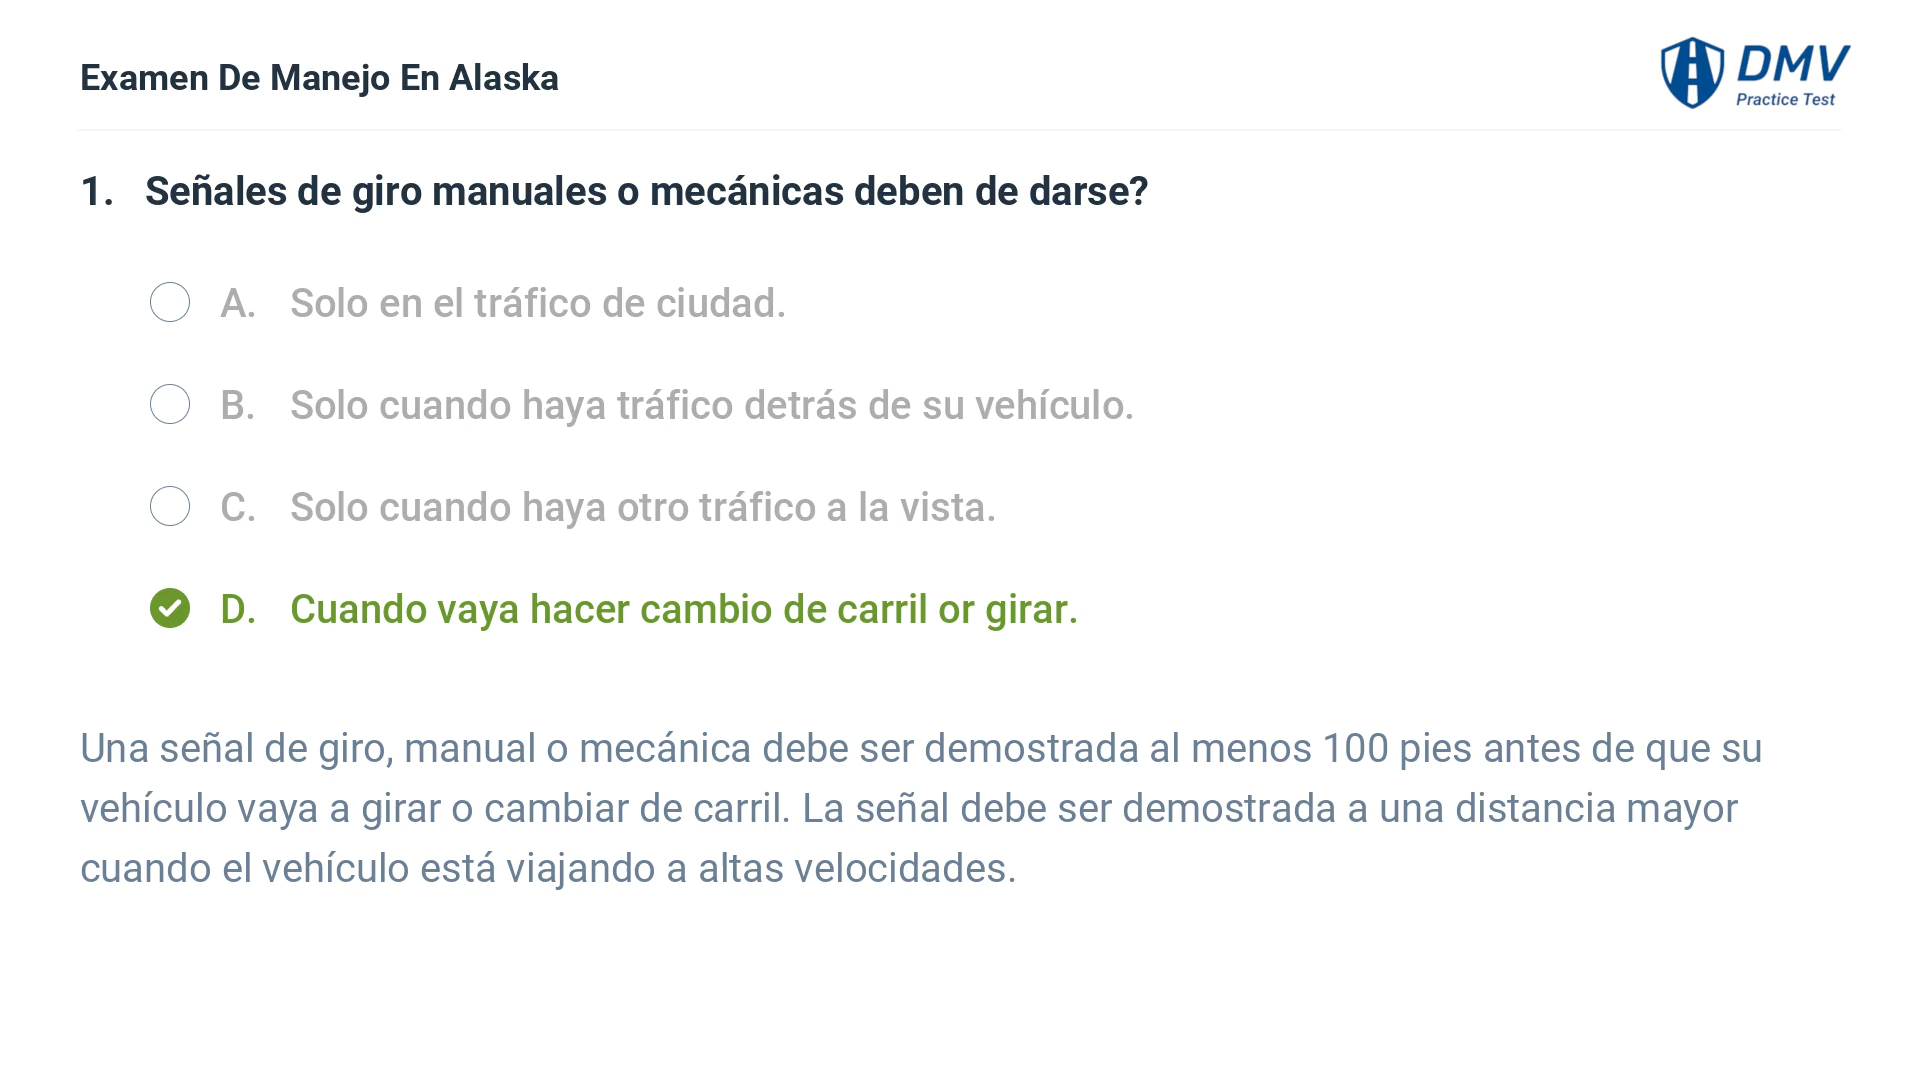 Examen De Manejo En Alaska
DMV
Practice Test
1. Señales de giro manuales o mecánicas deben de darse?
A. Solo en el tráfico de ciudad.
B. Solo cuando haya tráfico detrás de su vehículo.
C. Solo cuando haya otro tráfico a la vista.
D. Cuando vaya hacer cambio de carril or girar.
Una señal de giro, manual o mecánica debe ser demostrada al menos 100 pies antes de que su
vehículo vaya a girar o cambiar de carril. La señal debe ser demostrada a una distancia mayor
cuando el vehículo está viajando a altas velocidades.